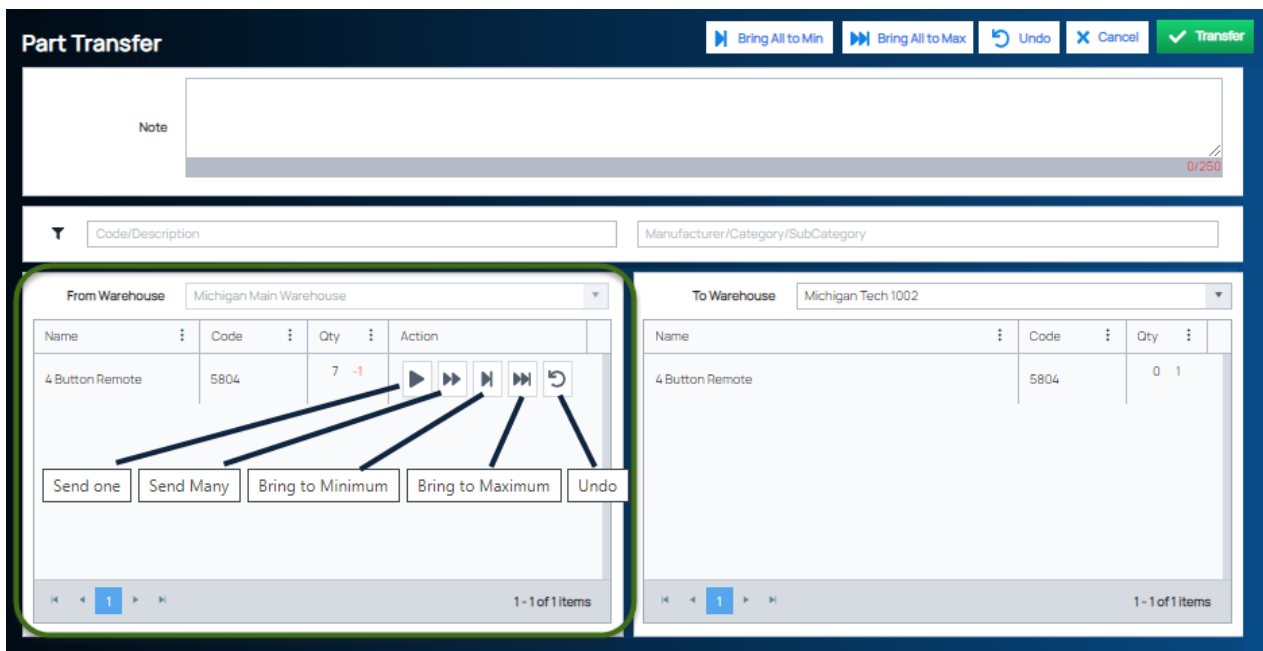 Part Transfer
Bring All to Min
Bring All to Max
Undo
Cancel
Transfer
Note
0/250
Code/Description
Manufacturer/Category/SubCategory
From Warehouse
Michigan Main Warehouse
Name
Code
Qty
Action
4 Button Remote
5804
7 -1
Send one
Send Many
Bring to Minimum
Bring to Maximum
Undo
1
1 - 1 of 1 items
To Warehouse
Michigan Tech 1002
Name
Code
Qty
4 Button Remote
5804
0 1
1
1 - 1 of 1 items